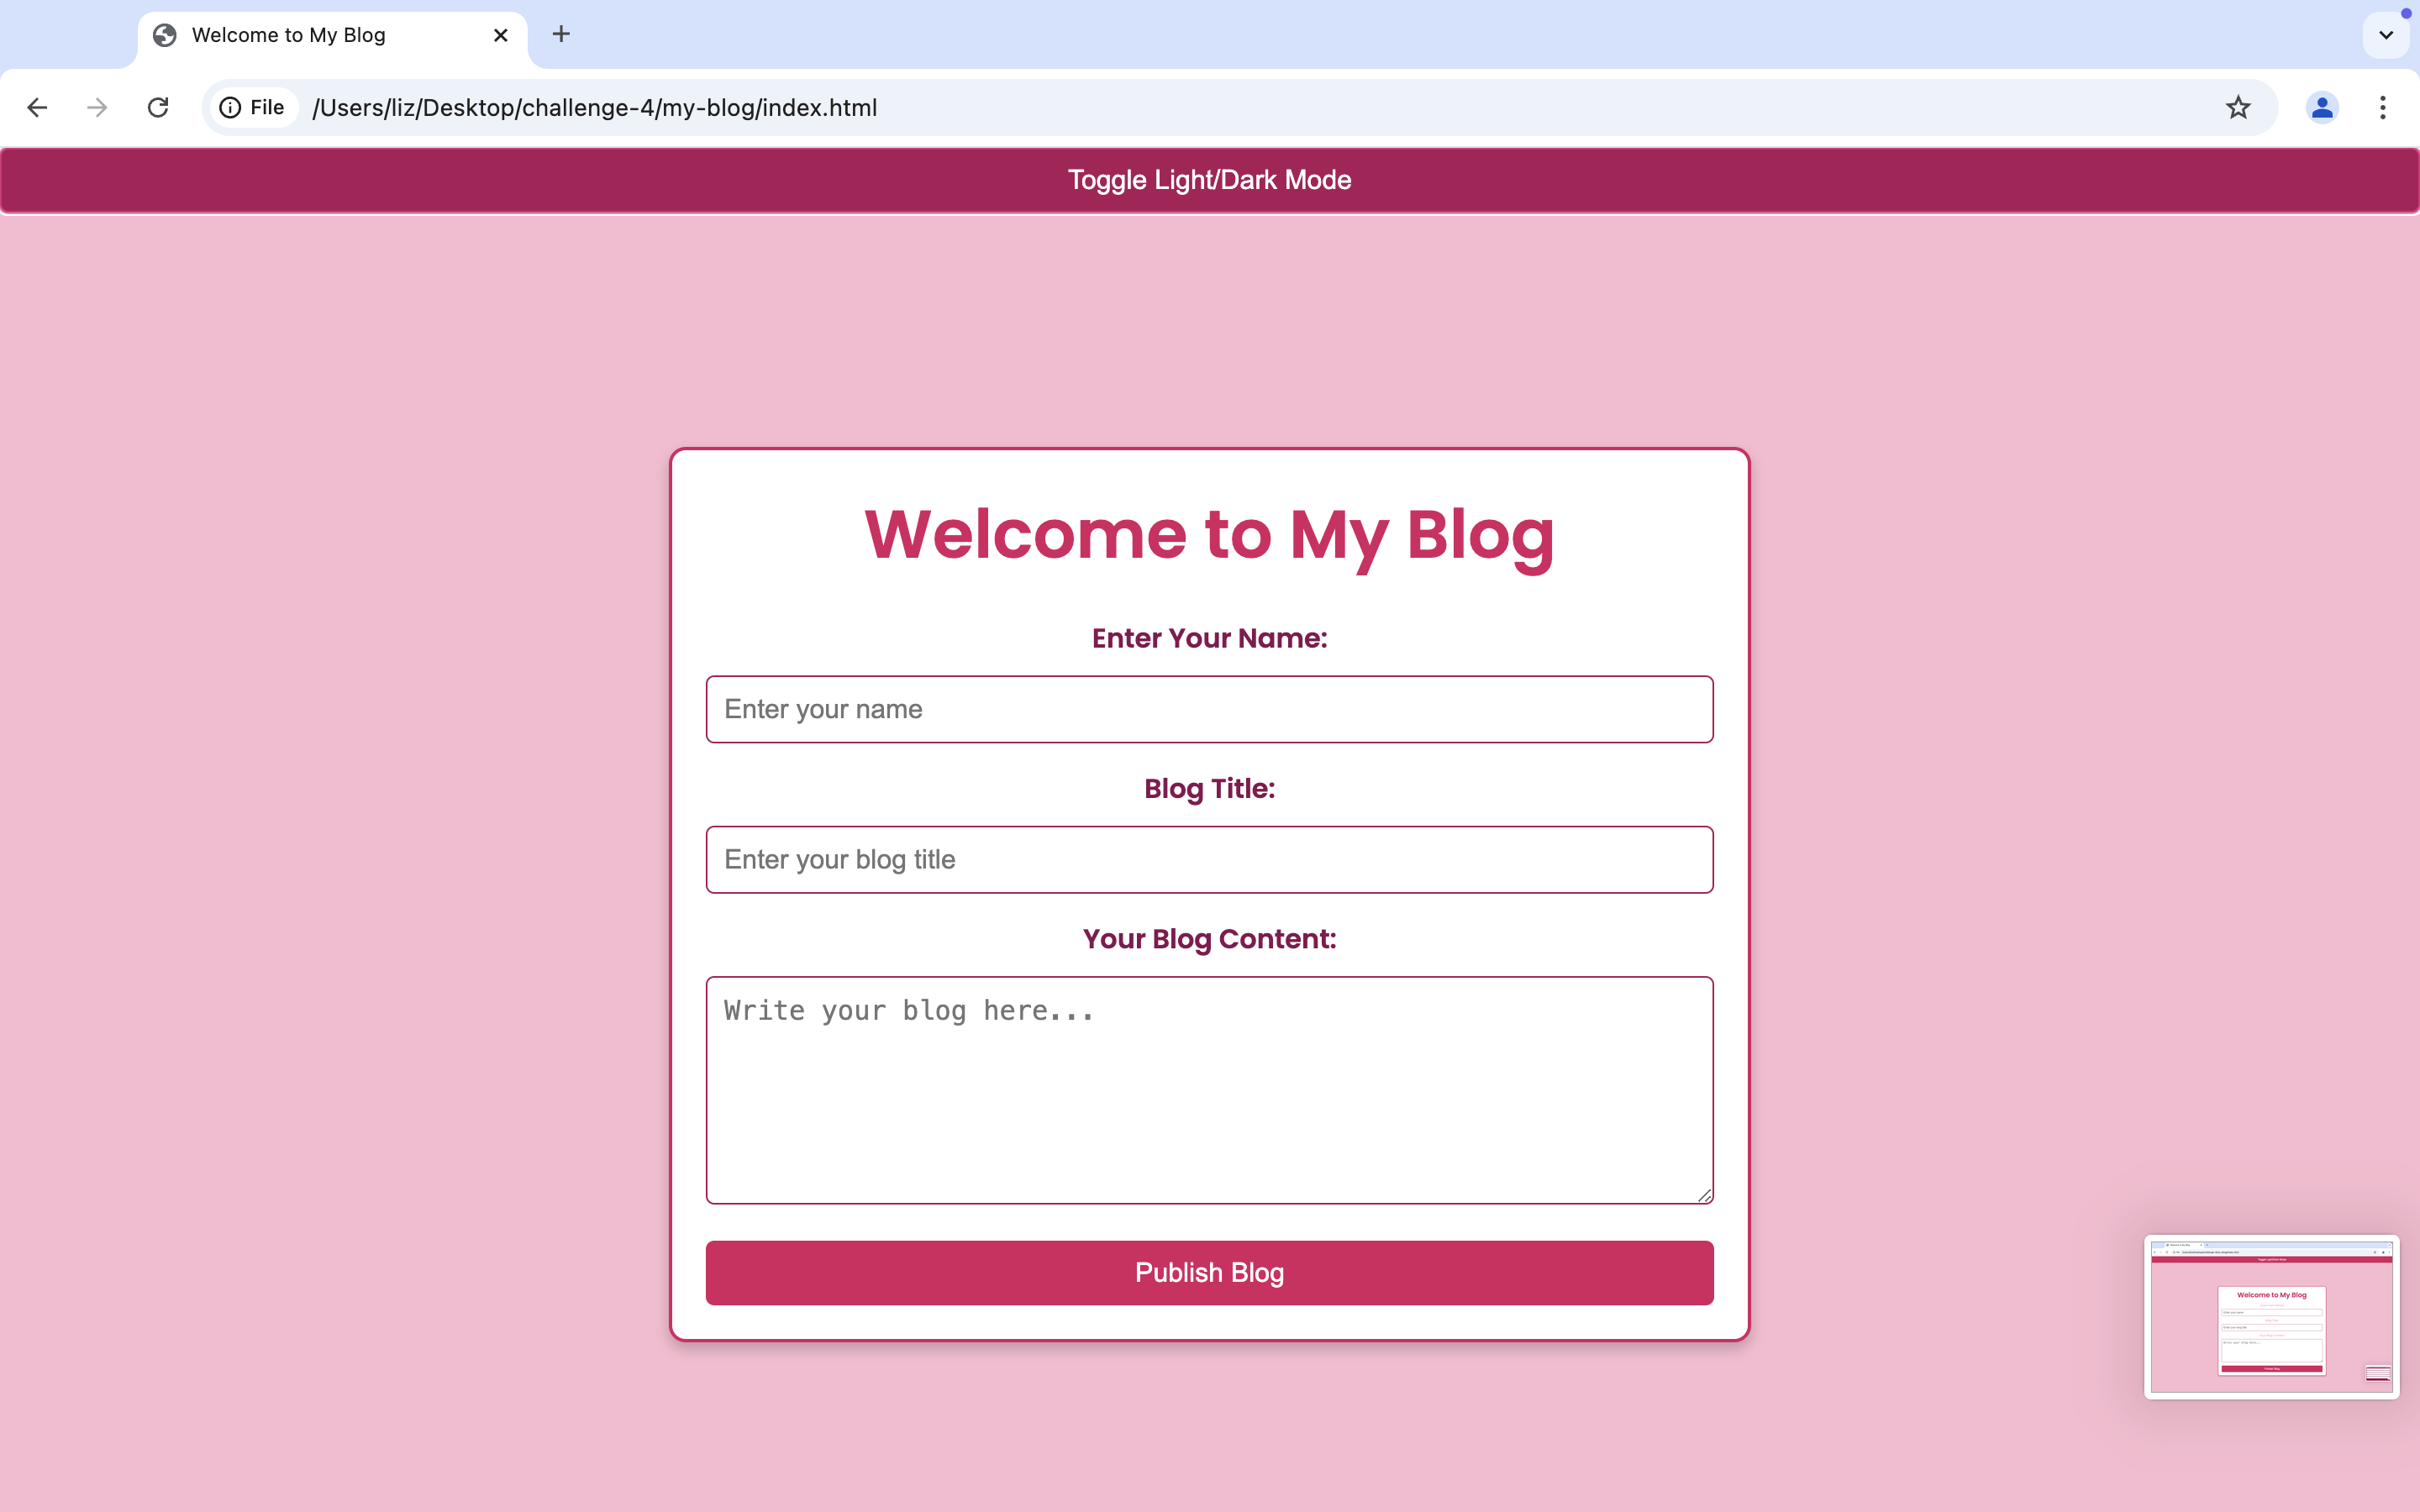 Welcome to My Blog
File /Users/liz/Desktop/challenge-4/my-blog/index.html
Toggle Light/Dark Mode
Welcome to My Blog
Enter Your Name:
Enter your name
Blog Title:
Enter your blog title
Your Blog Content:
Write your blog here...
Publish Blog
Welcome to My Blog